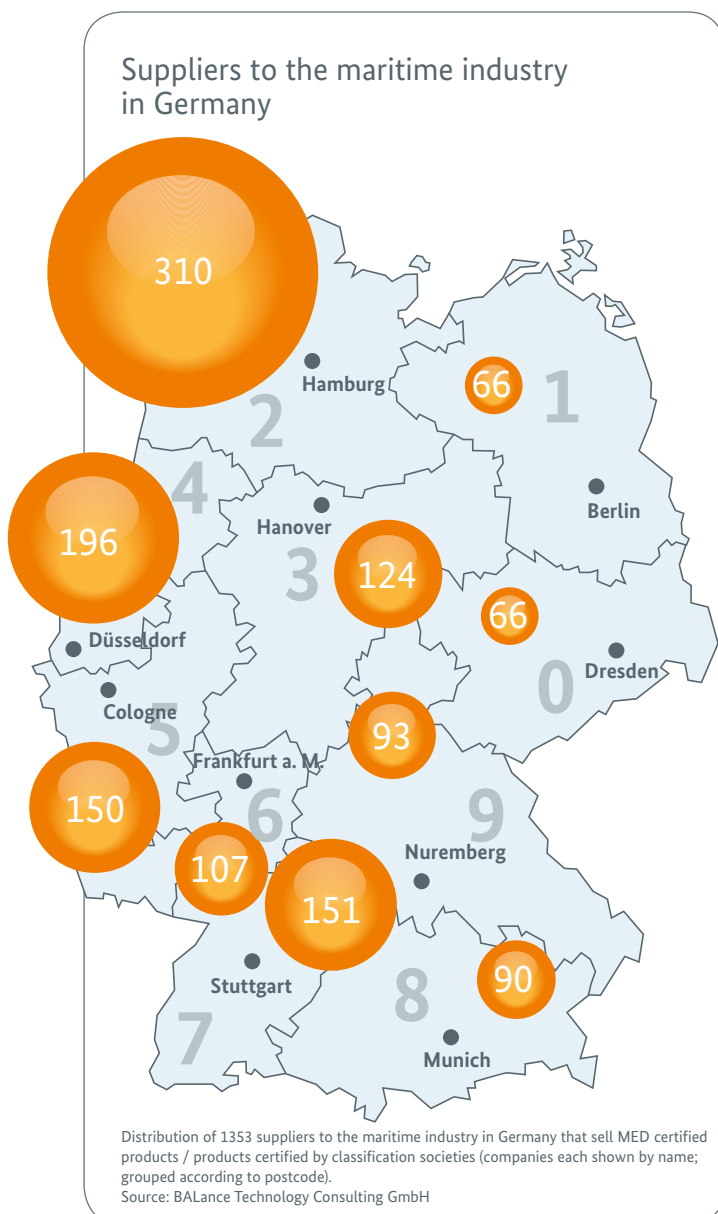 Suppliers to the maritime industry
in Germany
310
Hamburg
66
1
2
4
Berlin
Hanover
196
3
124
66
Düsseldorf
Dresden
0
Cologne
5
93
Frankfurt a. M.
150
6
9
107
Nuremberg
151
Stuttgart
8
90
7
Munich
Distribution of 1353 suppliers to the maritime industry in Germany that sell MED certified
products / products certified by classification societies (companies each shown by name;
grouped according to postcode).
Source: BALance Technology Consulting GmbH